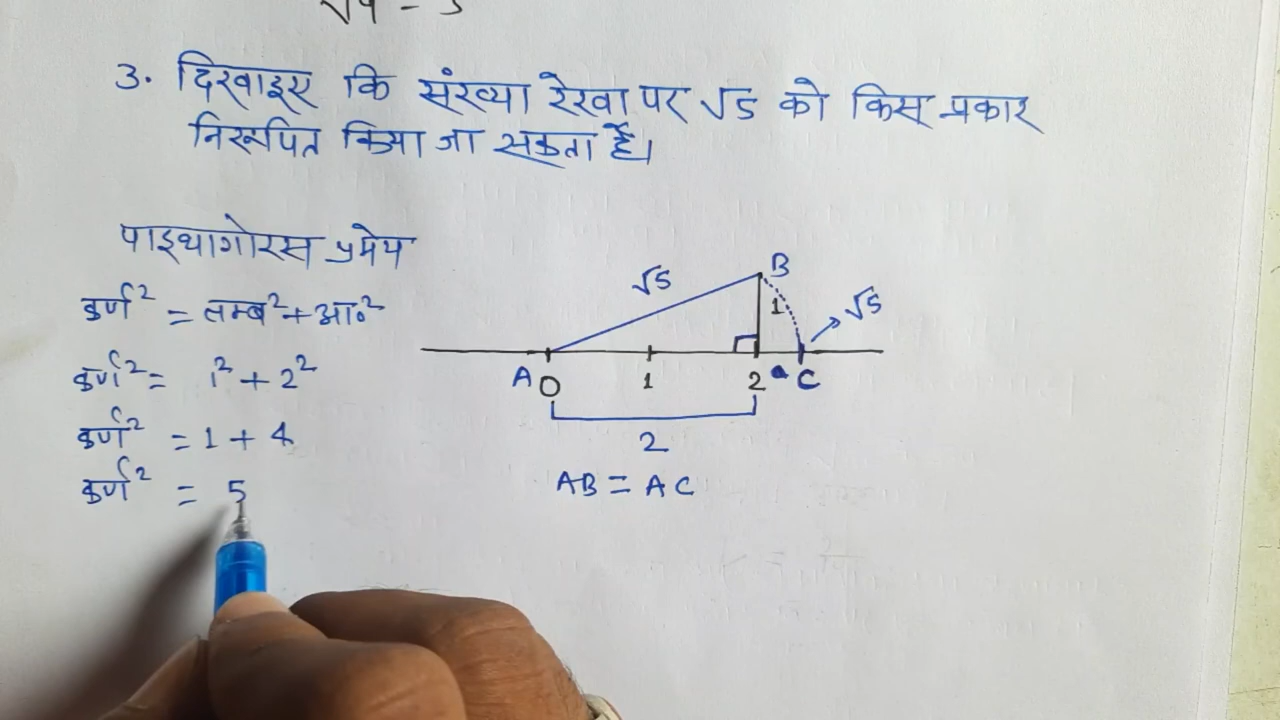 3. दिखाइए कि संख्या रेखा पर √5 को किस प्रकार
निरूपित किया जा सकता है।
पाइथागोरस प्रमेय
कर्ण² = लम्ब² + आ०²
कर्ण² = 1² + 2²
कर्ण² = 1 + 4
कर्ण² = 5
√5
B
1
√5
A 0 1 2 C
2
AB = AC